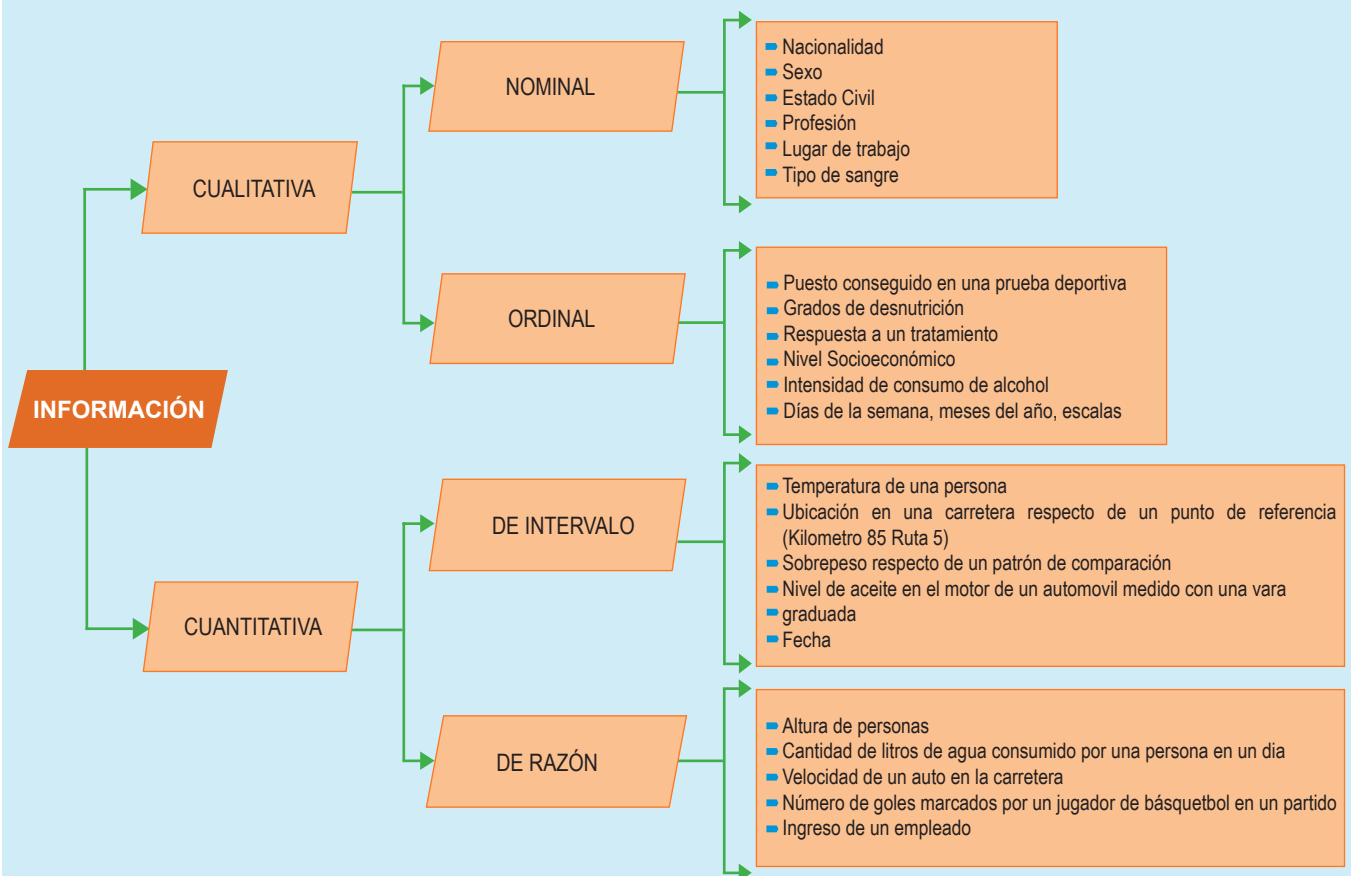 INFORMACIÓN
CUALITATIVA
NOMINAL
Nacionalidad
Sexo
Estado Civil
Profesión
Lugar de trabajo
Tipo de sangre
ORDINAL
Puesto conseguido en una prueba deportiva
Grados de desnutrición
Respuesta a un tratamiento
Nivel Socioeconómico
Intensidad de consumo de alcohol
Días de la semana, meses del año, escalas
CUANTITATIVA
DE INTERVALO
Temperatura de una persona
Ubicación en una carretera respecto de un punto de referencia
(Kilometro 85 Ruta 5)
Sobrepeso respecto de un patrón de comparación
Nivel de aceite en el motor de un automovil medido con una vara
graduada
Fecha
DE RAZÓN
Altura de personas
Cantidad de litros de agua consumido por una persona en un dia
Velocidad de un auto en la carretera
Número de goles marcados por un jugador de básquetbol en un partido
Ingreso de un empleado